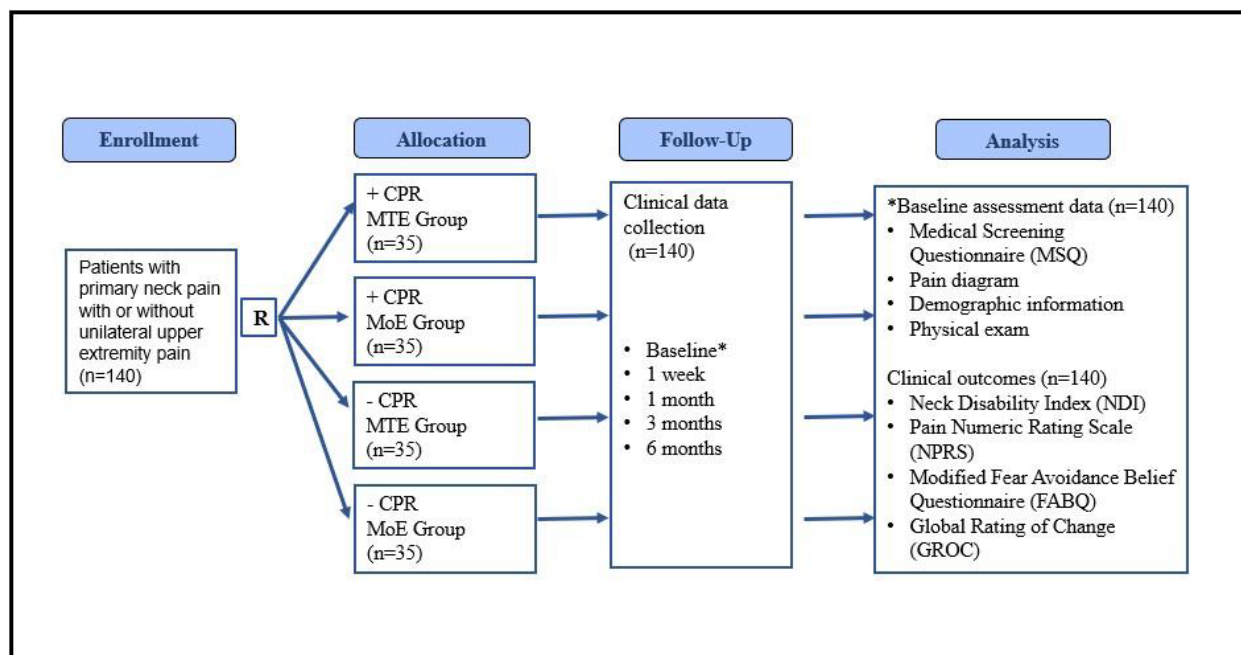 Enrollment
Allocation
Follow-Up
Analysis
Patients with
primary neck pain
with or without
unilateral upper
extremity pain
(n=140)
R
+ CPR
MTE Group
(n=35)
+ CPR
MoE Group
(n=35)
- CPR
MTE Group
(n=35)
- CPR
MoE Group
(n=35)
Clinical data
collection
(n=140)
• Baseline*
• 1 week
• 1 month
• 3 months
• 6 months
*Baseline assessment data (n=140)
• Medical Screening
Questionnaire (MSQ)
• Pain diagram
• Demographic information
• Physical exam
Clinical outcomes (n=140)
• Neck Disability Index (NDI)
• Pain Numeric Rating Scale
(NPRS)
• Modified Fear Avoidance Belief
Questionnaire (FABQ)
• Global Rating of Change
(GROC)